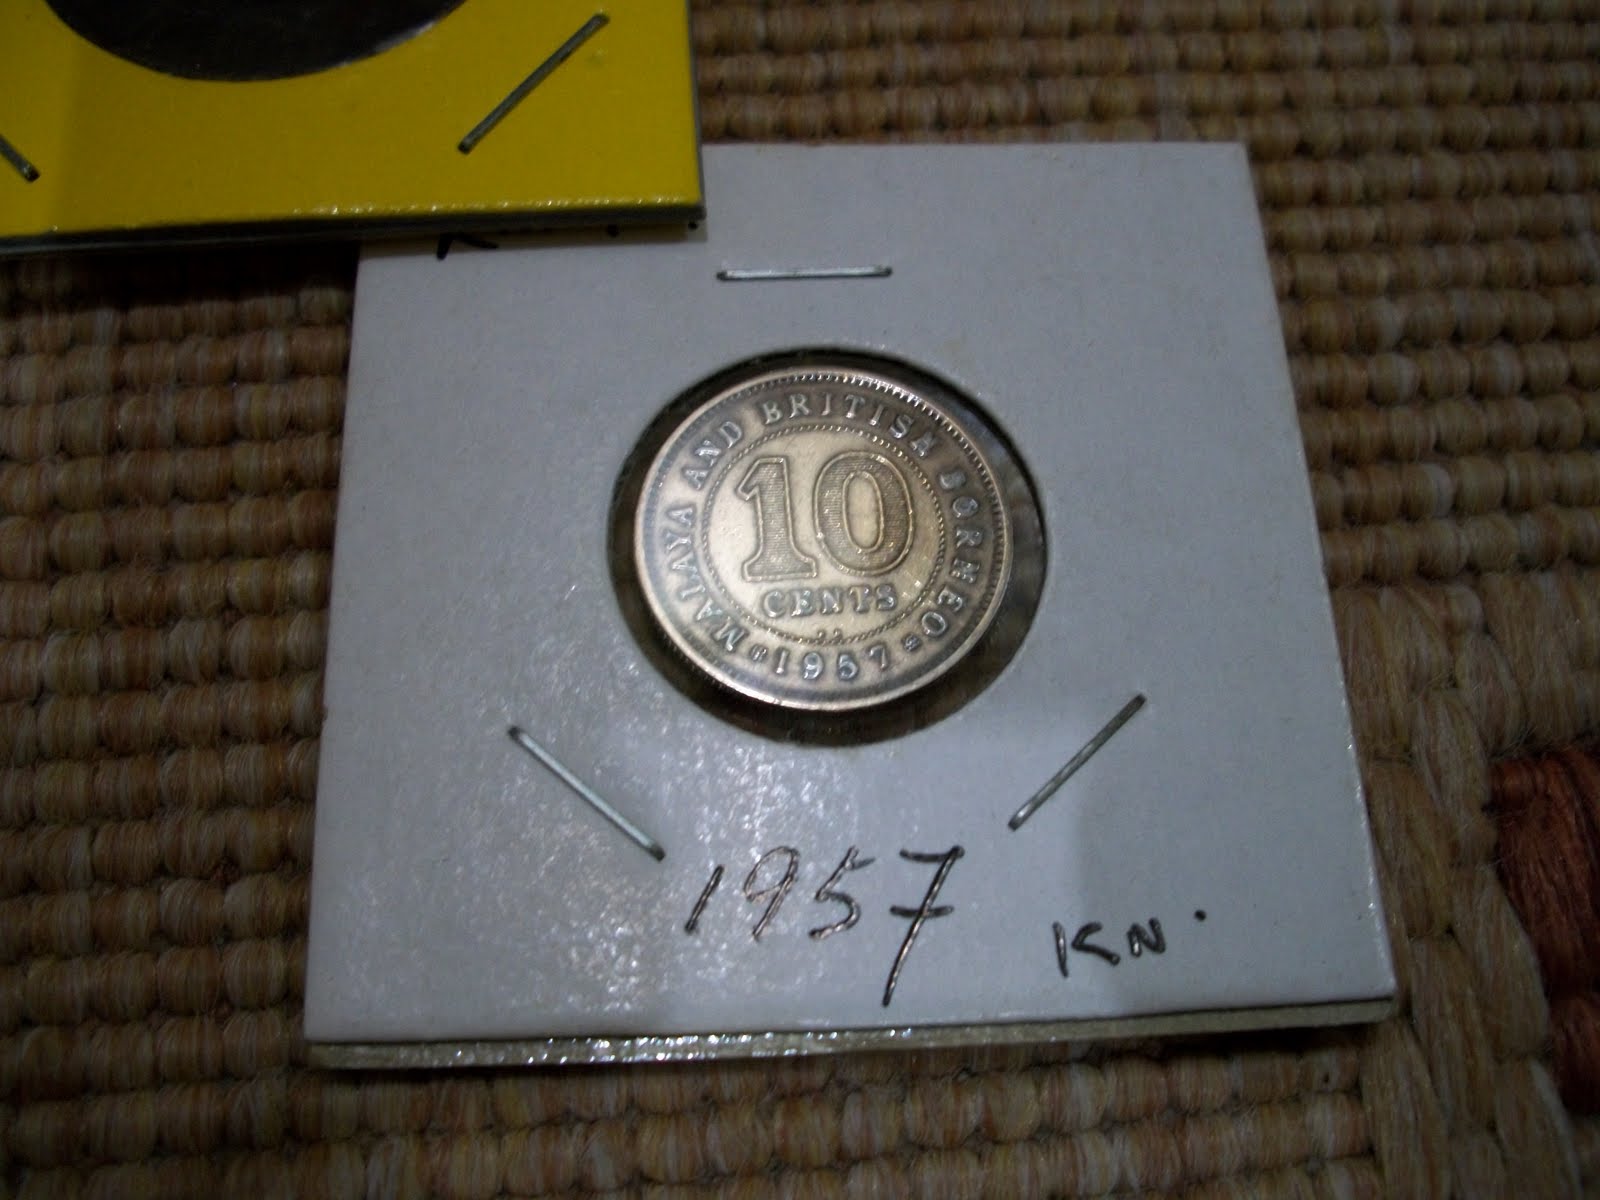 MALAYA AND BRITISH BORNEO
10
CENTS
1957
1957
KN.